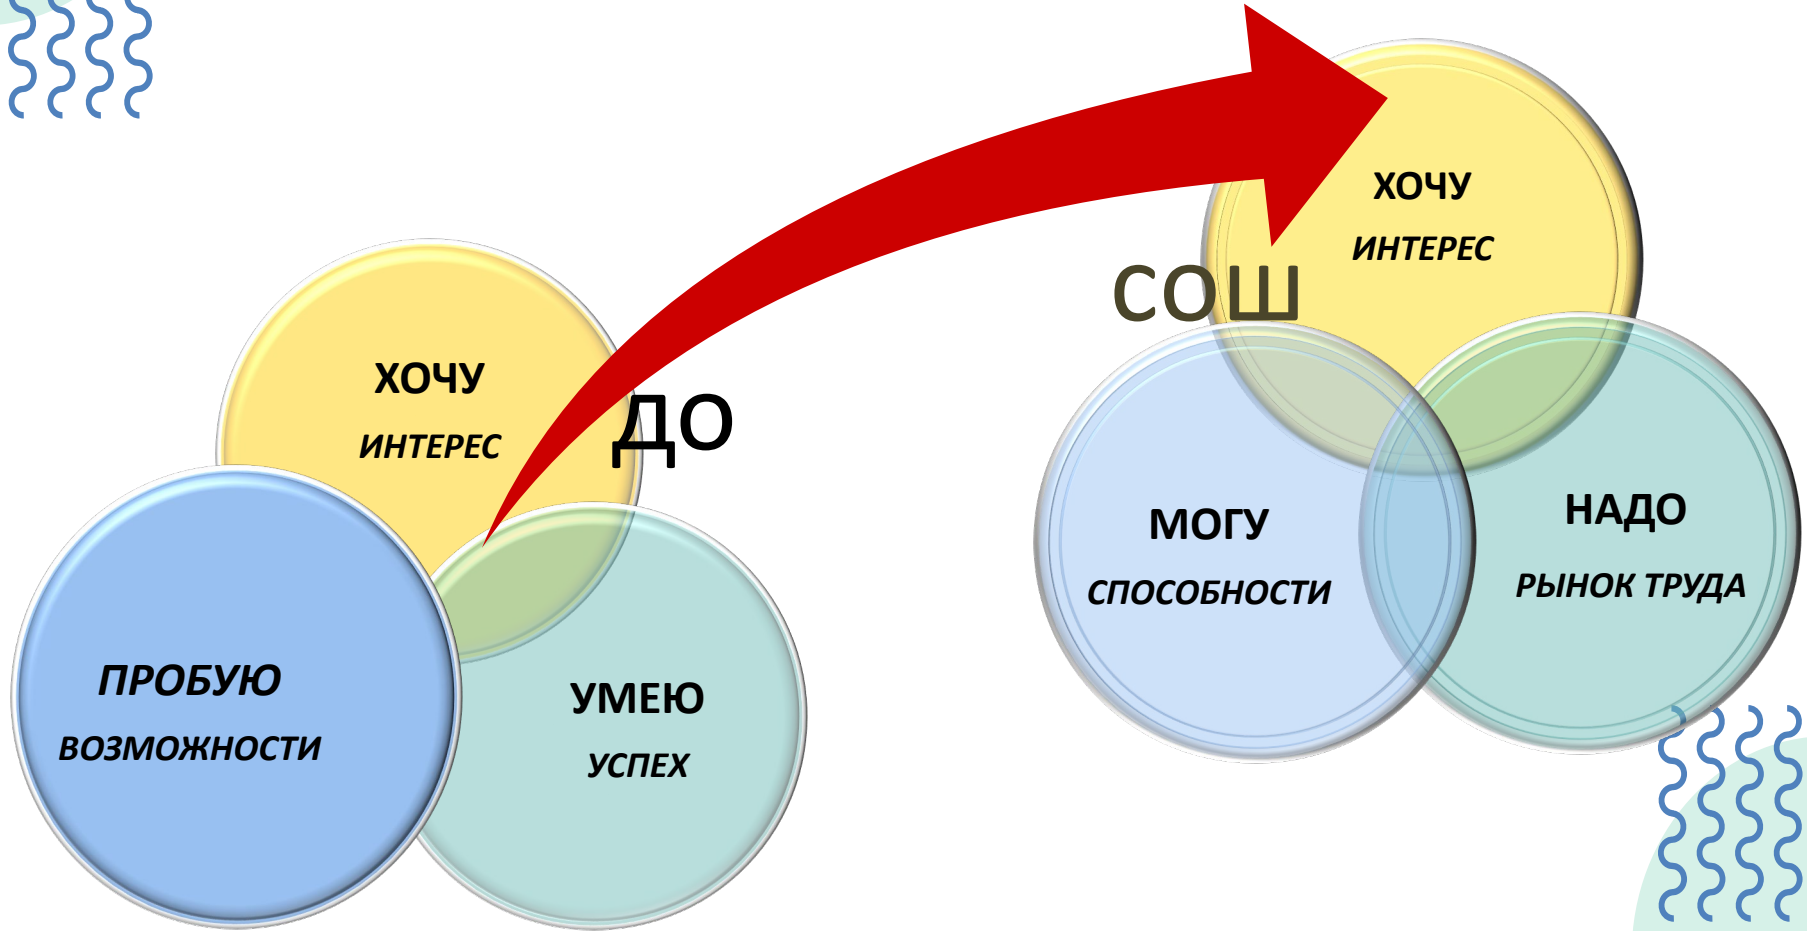 ХОЧУ
ИНТЕРЕС
ДО
ПРОБУЮ
ВОЗМОЖНОСТИ
УМЕЮ
УСПЕХ
ХОЧУ
ИНТЕРЕС
СОШ
МОГУ
СПОСОБНОСТИ
НАДО
РЫНОК ТРУДА